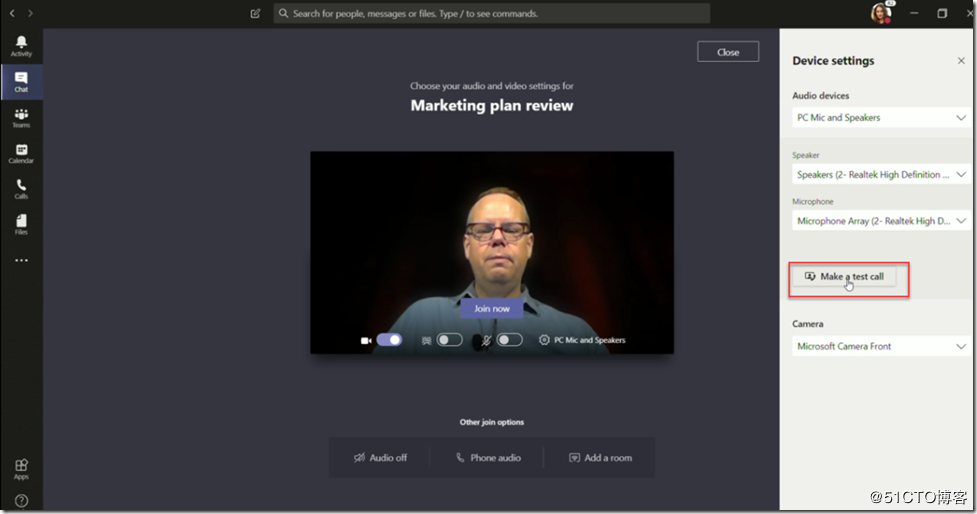 Search for people, messages or files. Type / to see commands.
Activity
Chat
Teams
Calendar
Calls
Files
Apps
Close
Choose your audio and video settings for
Marketing plan review
Join now
PC Mic and Speakers
Other join options
Audio off
Phone audio
Add a room
Device settings
Audio devices
PC Mic and Speakers
Speaker
Speakers (2- Realtek High Definition ...
Microphone
Microphone Array (2- Realtek High D...
Make a test call
Camera
Microsoft Camera Front
@51CTO博客